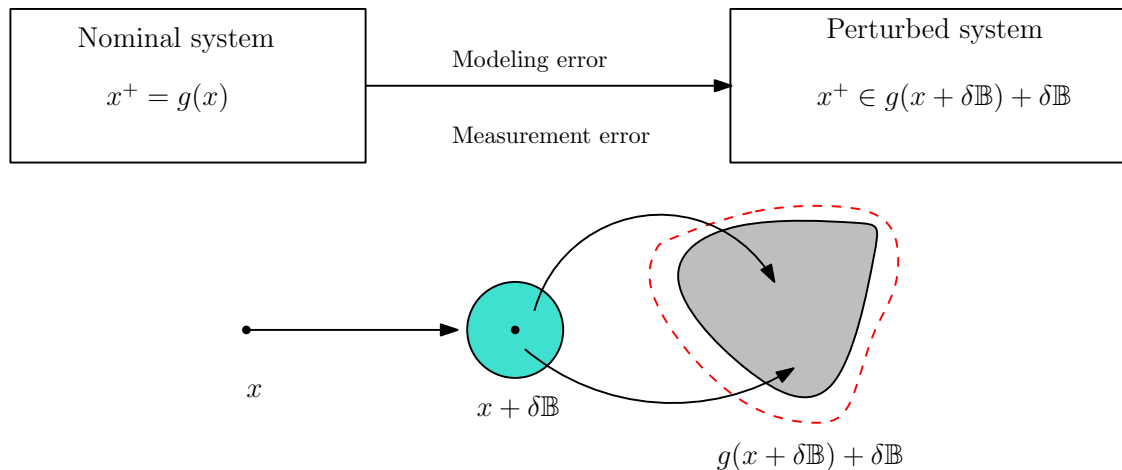 Nominal system
x⁺ = g(x)
Modeling error
Measurement error
Perturbed system
x⁺ ∈ g(x + δ𝔹) + δ𝔹
x
x + δ𝔹
g(x + δ𝔹) + δ𝔹